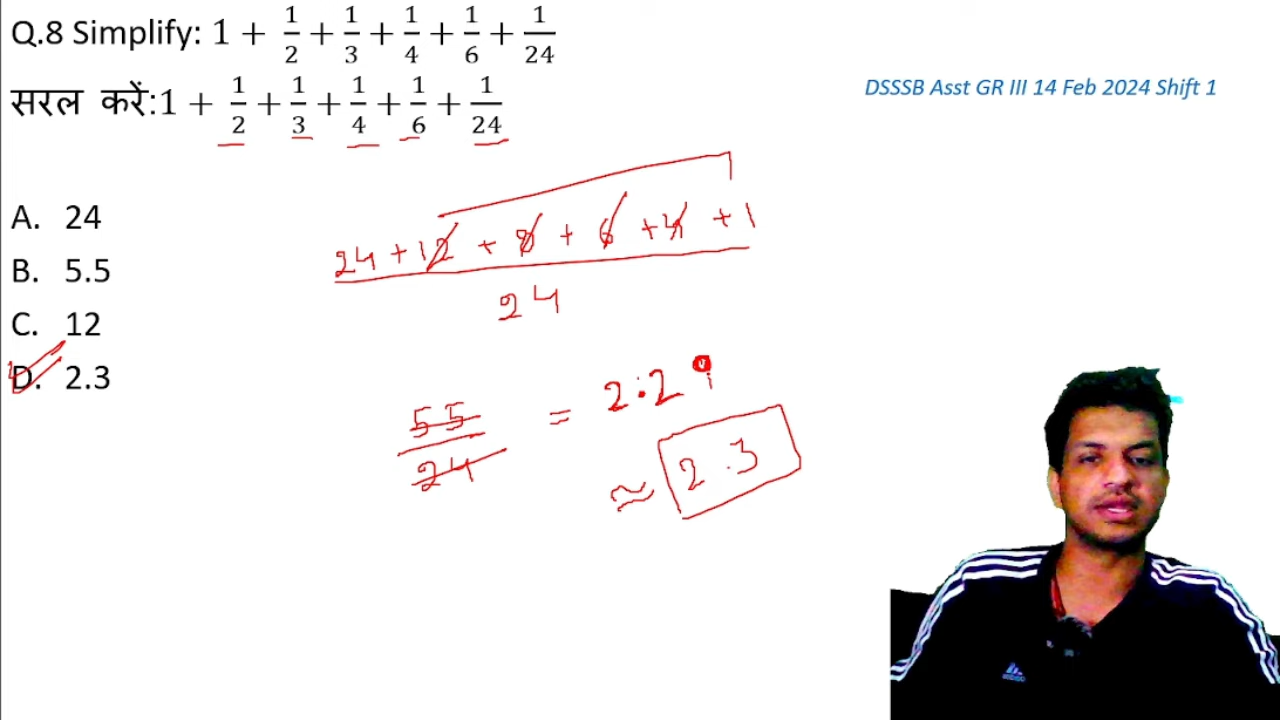 Q.8 Simplify: 1 + 1/2 + 1/3 + 1/4 + 1/6 + 1/24
सरल करें:1 + 1/2 + 1/3 + 1/4 + 1/6 + 1/24
DSSSB Asst GR III 14 Feb 2024 Shift 1
A. 24
B. 5.5
C. 12
D. 2.3
24 + 12 + 8 + 6 + 4 + 1
24
55/24 = 2.29
≈ 2.3